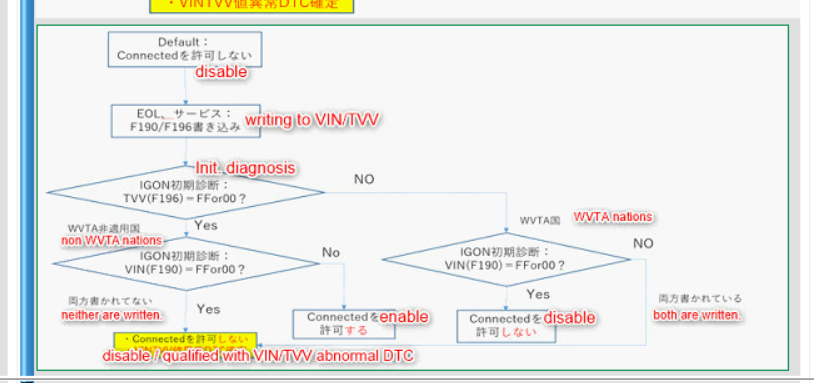 ・VINTVV値異常DTC確定
Default：
Connectedを許可しない
disable
EOL、サービス：
F190/F196書き込み
writing to VIN/TVV
Init. diagnosis
IGON初期診断：
TVV(F196)＝FFor00？
NO
Yes
WVTA非適用国
non WVTA nations
WVTA国
WVTA nations
IGON初期診断：
VIN(F190)＝FFor00？
No
IGON初期診断：
VIN(F190)＝FFor00？
NO
両方書かれてない
neither are written.
Yes
Connectedを
許可する
enable
Yes
Connectedを
許可しない
disable
両方書かれている
both are written.
・Connectedを許可しない
disable / qualified with VIN/TVV abnormal DTC